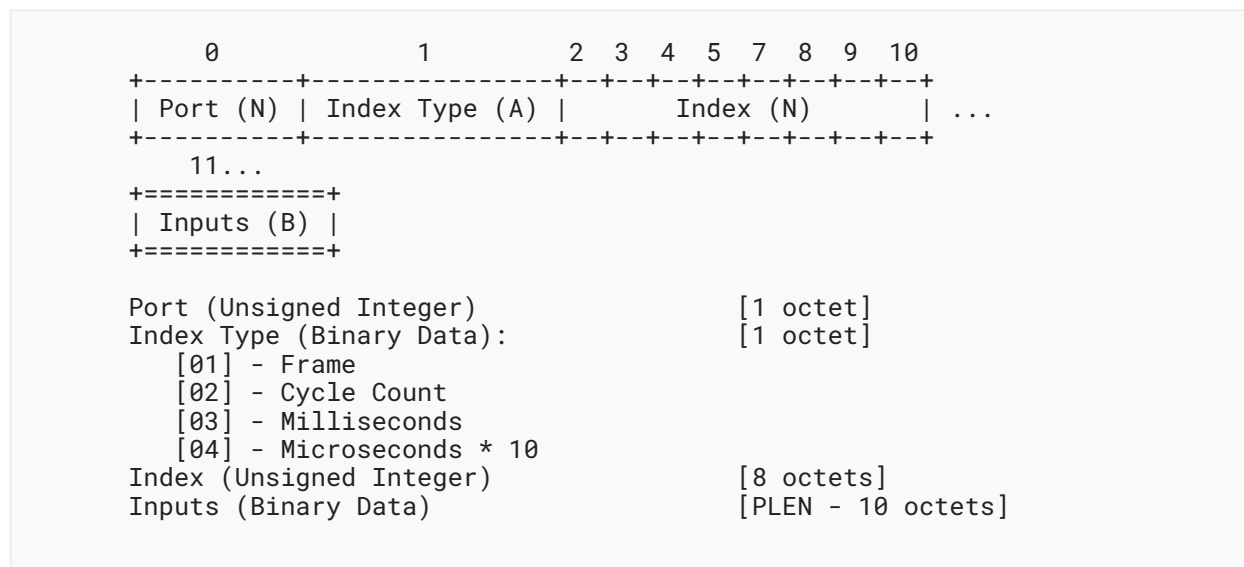 0             1         2  3  4  5  7  8  9  10
+----------+----------------+--+--+--+--+--+--+--+--+
| Port (N) | Index Type (A) |       Index (N)       | ...
+----------+----------------+--+--+--+--+--+--+--+--+
    11...
+============+
| Inputs (B) |
+============+

Port (Unsigned Integer)                 [1 octet]
Index Type (Binary Data):               [1 octet]
   [01] - Frame
   [02] - Cycle Count
   [03] - Milliseconds
   [04] - Microseconds * 10
Index (Unsigned Integer)                [8 octets]
Inputs (Binary Data)                    [PLEN - 10 octets]